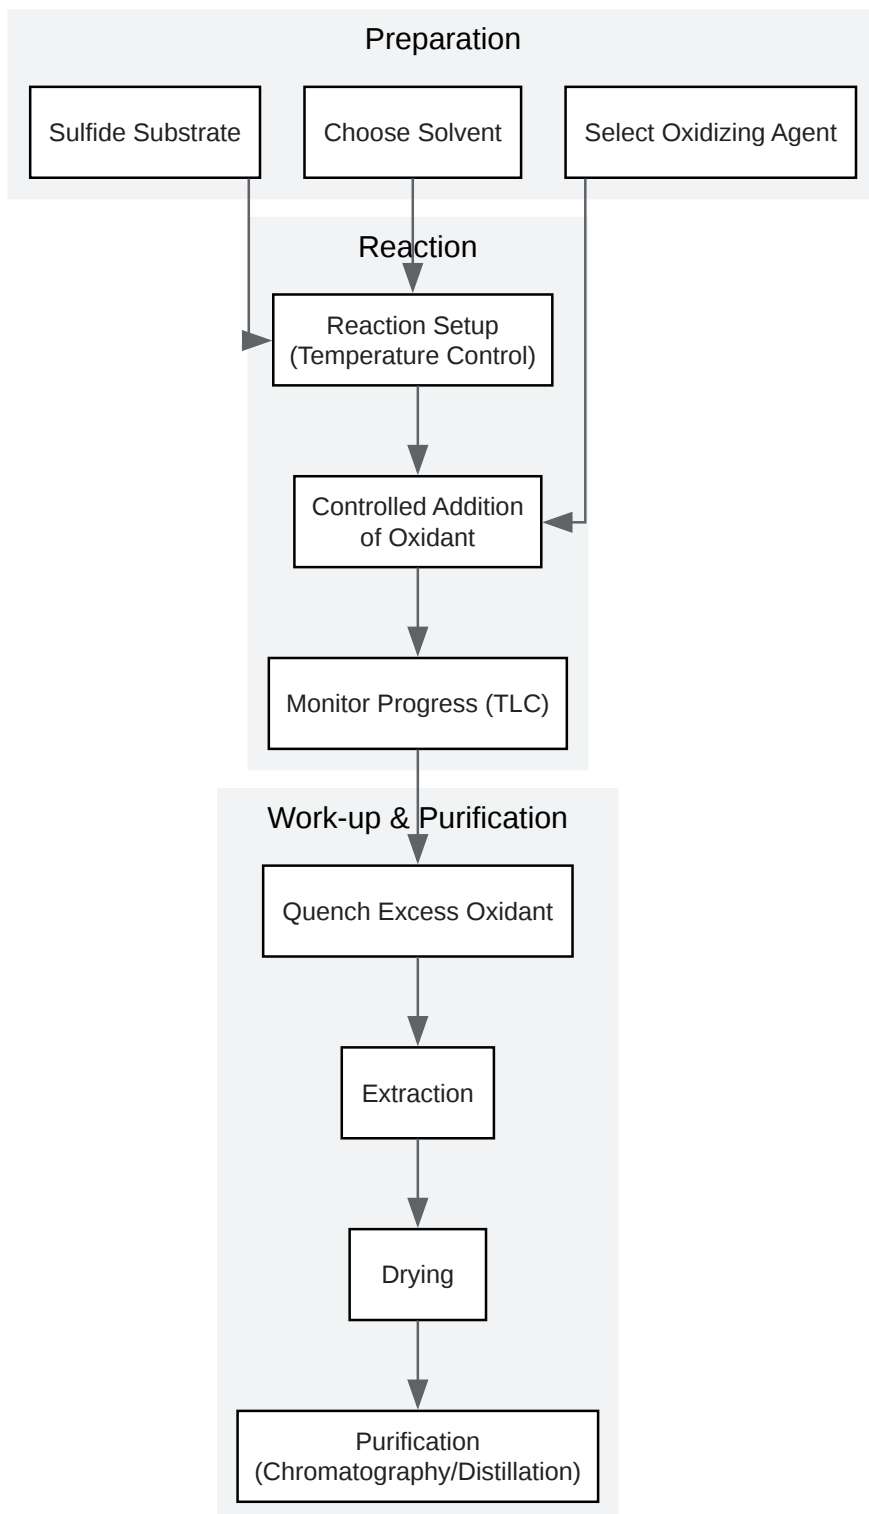 Preparation
Sulfide Substrate
Choose Solvent
Select Oxidizing Agent
Reaction
Reaction Setup
(Temperature Control)
Controlled Addition
of Oxidant
Monitor Progress (TLC)
Work-up & Purification
Quench Excess Oxidant
Extraction
Drying
Purification
(Chromatography/Distillation)